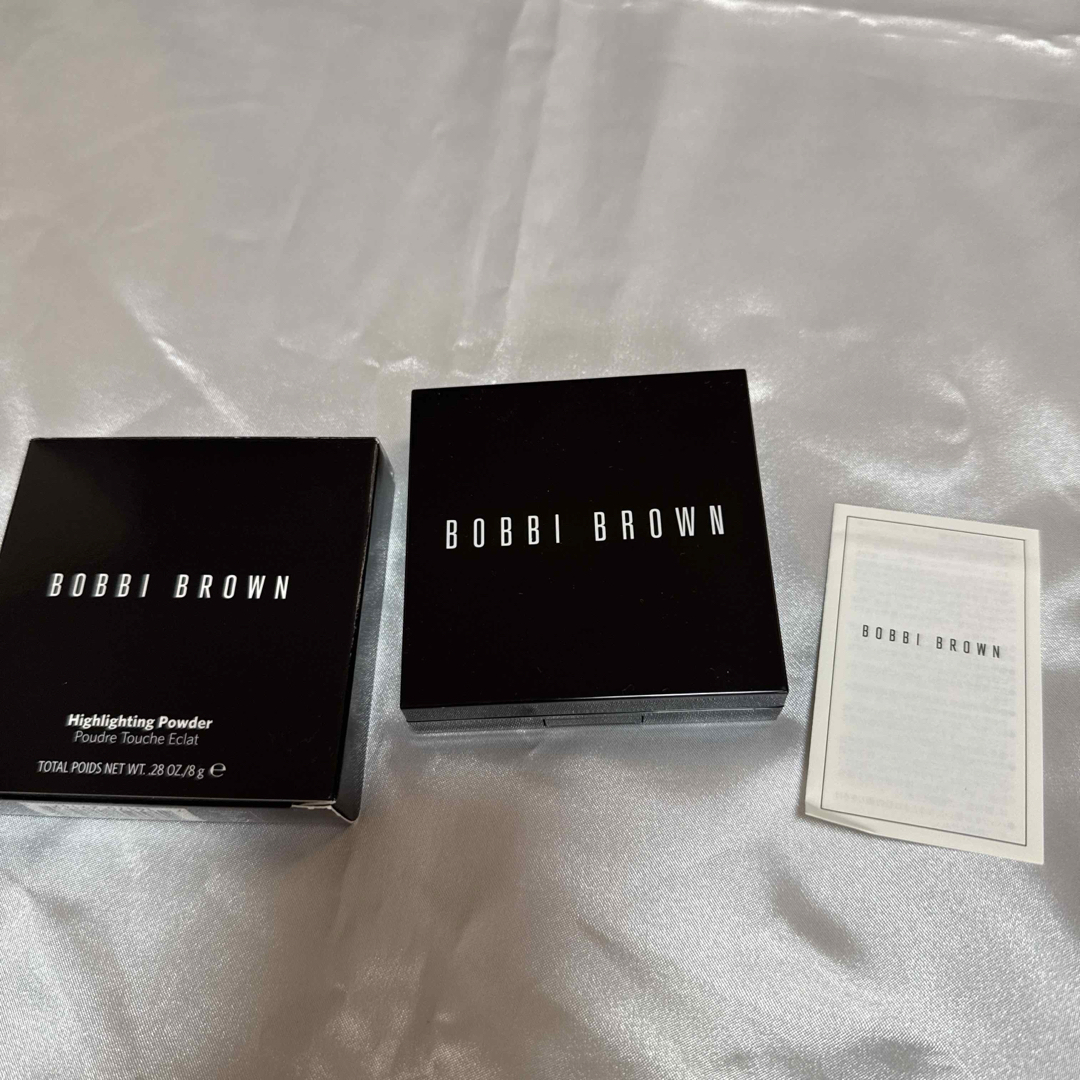 BOBBI BROWN
Highlighting Powder
Poudre Touche Eclat
TOTAL POIDS NET WT. .28 OZ./8 g ℮
BOBBI BROWN
BOBBI BROWN